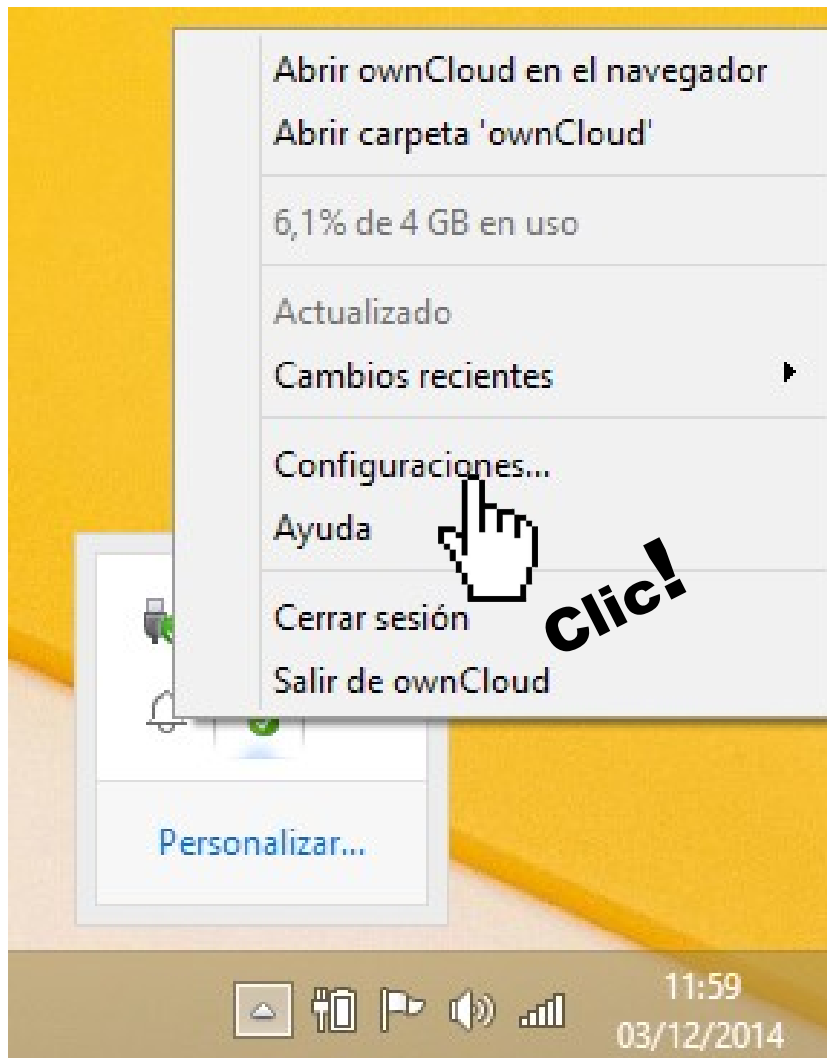 Abrir ownCloud en el navegador
Abrir carpeta 'ownCloud'
6,1% de 4 GB en uso
Actualizado
Cambios recientes
Configuraciones...
Ayuda
Clic!
Cerrar sesión
Salir de ownCloud
Personalizar...
11:59
03/12/2014